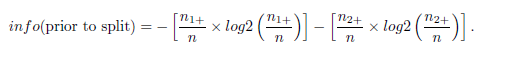 info(prior to split) = − [n1+/n × log2 (n1+/n)] − [n2+/n × log2 (n2+/n)].